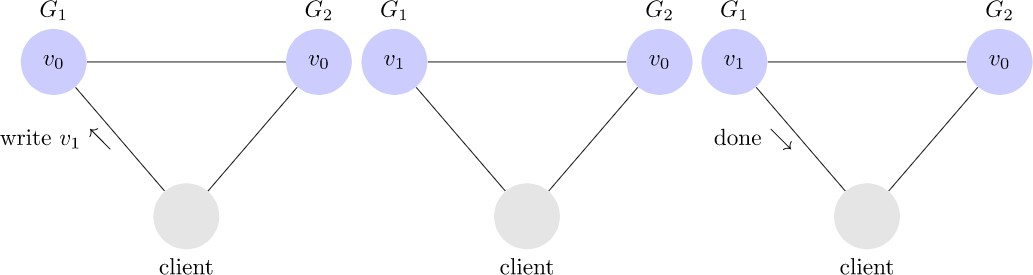 G₁ G₂ G₁ G₂ G₁ G₂
v₀ v₀ v₁ v₀ v₁ v₀
write v₁ done
client client client